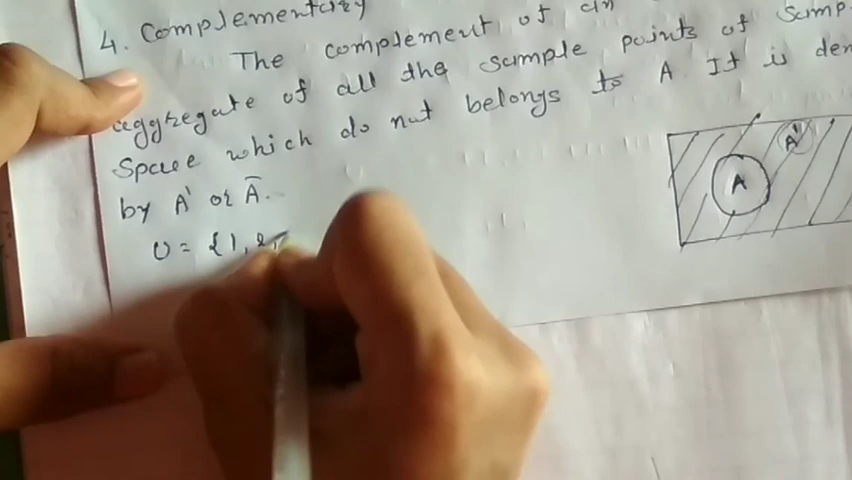 4. Complementary
The complement of an
aggregate of all the sample points of samp
space which do not belongs to A. It is den
by A' or Ā.
A'
A
U = {1, 2,